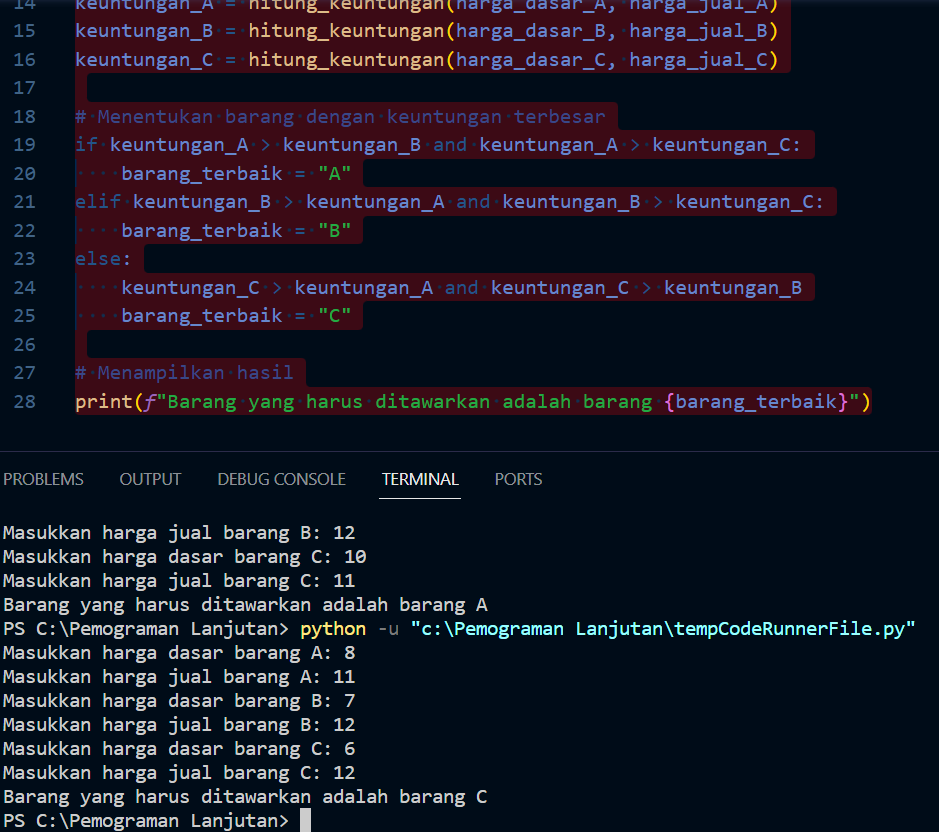 14 keuntungan_A = hitung_keuntungan(harga_dasar_A, harga_jual_A)
15 keuntungan_B = hitung_keuntungan(harga_dasar_B, harga_jual_B)
16 keuntungan_C = hitung_keuntungan(harga_dasar_C, harga_jual_C)
17
18 # Menentukan barang dengan keuntungan terbesar
19 if keuntungan_A > keuntungan_B and keuntungan_A > keuntungan_C:
20     barang_terbaik = "A"
21 elif keuntungan_B > keuntungan_A and keuntungan_B > keuntungan_C:
22     barang_terbaik = "B"
23 else:
24     keuntungan_C > keuntungan_A and keuntungan_C > keuntungan_B
25     barang_terbaik = "C"
26
27 # Menampilkan hasil
28 print(f"Barang yang harus ditawarkan adalah barang {barang_terbaik}")
PROBLEMS OUTPUT DEBUG CONSOLE TERMINAL PORTS
Masukkan harga jual barang B: 12
Masukkan harga dasar barang C: 10
Masukkan harga jual barang C: 11
Barang yang harus ditawarkan adalah barang A
PS C:\Pemograman Lanjutan> python -u "c:\Pemograman Lanjutan\tempCodeRunnerFile.py"
Masukkan harga dasar barang A: 8
Masukkan harga jual barang A: 11
Masukkan harga dasar barang B: 7
Masukkan harga jual barang B: 12
Masukkan harga dasar barang C: 6
Masukkan harga jual barang C: 12
Barang yang harus ditawarkan adalah barang C
PS C:\Pemograman Lanjutan>